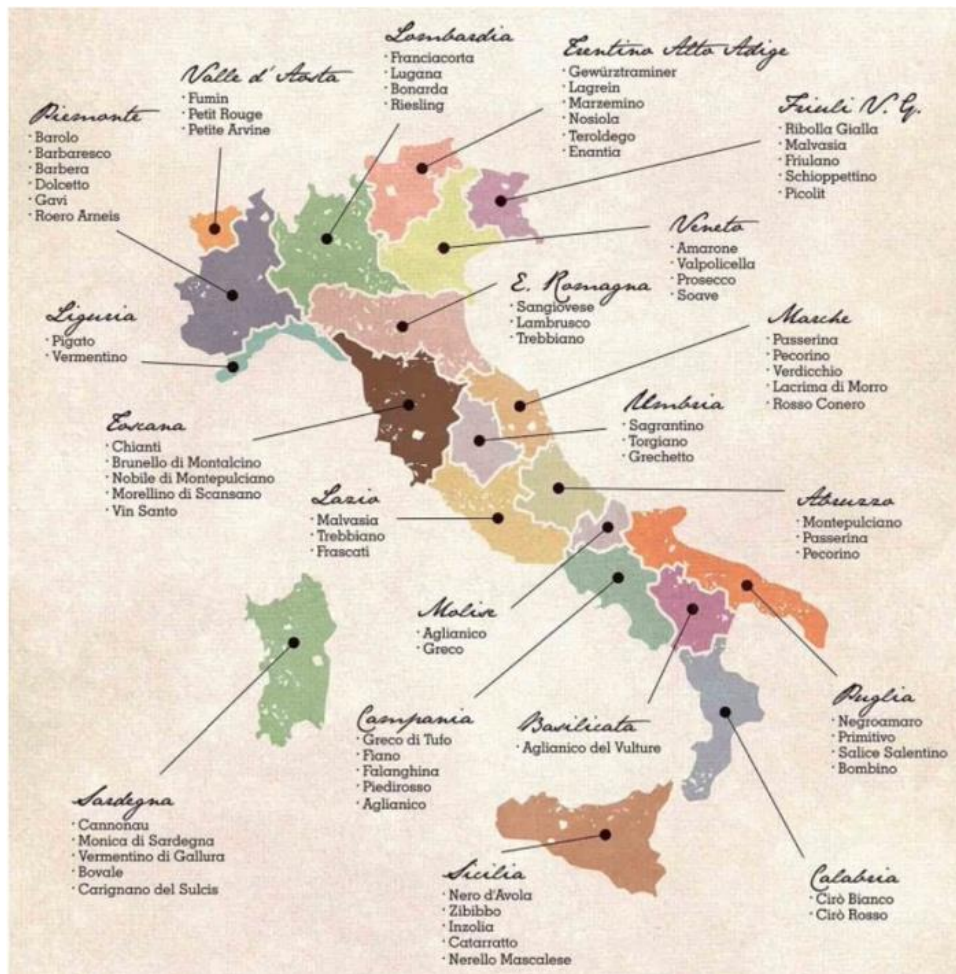 Lombardia
· Franciacorta
· Lugana
· Bonarda
· Riesling
Trentino Alto Adige
· Gewürztraminer
· Lagrein
· Marzemino
· Nosiola
· Teroldego
· Enantia
Valle d' Aosta
· Fumin
· Petit Rouge
· Petite Arvine
Friuli V. G.
· Ribolla Gialla
· Malvasia
· Friulano
· Schioppettino
· Picolit
Piemonte
· Barolo
· Barbaresco
· Barbera
· Dolcetto
· Gavi
· Roero Arneis
Veneto
· Amarone
· Valpolicella
· Prosecco
· Soave
E. Romagna
· Sangiovese
· Lambrusco
· Trebbiano
Liguria
· Pigato
· Vermentino
Marche
· Passerina
· Pecorino
· Verdicchio
· Lacrima di Morro
· Rosso Conero
Umbria
· Sagrantino
· Torgiano
· Grechetto
Toscana
· Chianti
· Brunello di Montalcino
· Nobile di Montepulciano
· Morellino di Scansano
· Vin Santo
Lazio
· Malvasia
· Trebbiano
· Frascati
Abruzzo
· Montepulciano
· Passerina
· Pecorino
Molise
· Aglianico
· Greco
Campania
· Greco di Tufo
· Fiano
· Falanghina
· Piedirosso
· Aglianico
Basilicata
· Aglianico del Vulture
Puglia
· Negroamaro
· Primitivo
· Salice Salentino
· Bombino
Sardegna
· Cannonau
· Monica di Sardegna
· Vermentino di Gallura
· Bovale
· Carignano del Sulcis
Sicilia
· Nero d'Avola
· Zibibbo
· Inzolia
· Catarratto
· Nerello Mascalese
Calabria
· Cirò Bianco
· Cirò Rosso